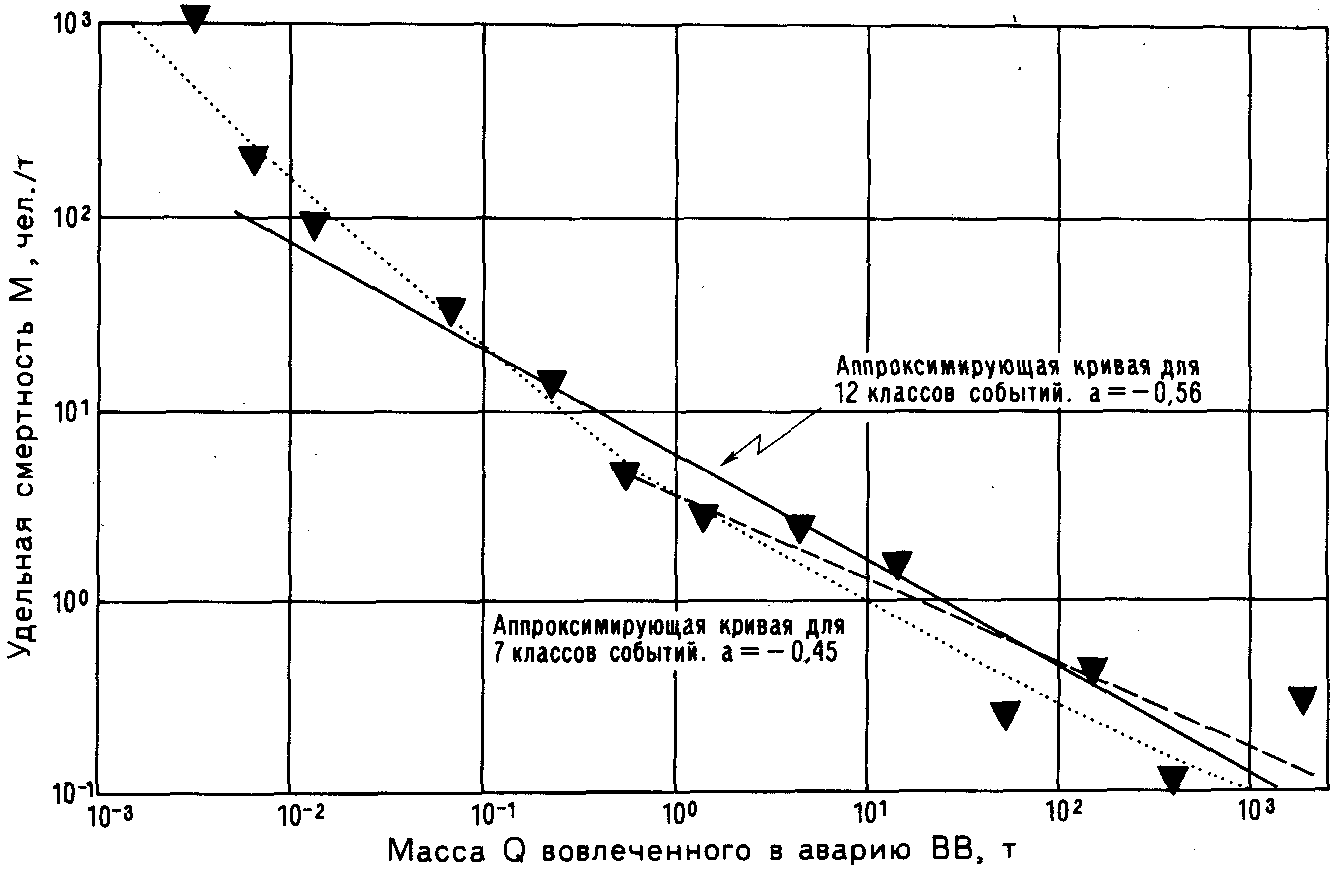 Удельная смертность М, чел./т
10³
10²
10¹
10⁰
10⁻¹
Аппроксимирующая кривая для
12 классов событий. a = −0,56
Аппроксимирующая кривая для
7 классов событий. a = −0,45
10⁻³ 10⁻² 10⁻¹ 10⁰ 10¹ 10² 10³
Масса Q вовлеченного в аварию ВВ, т